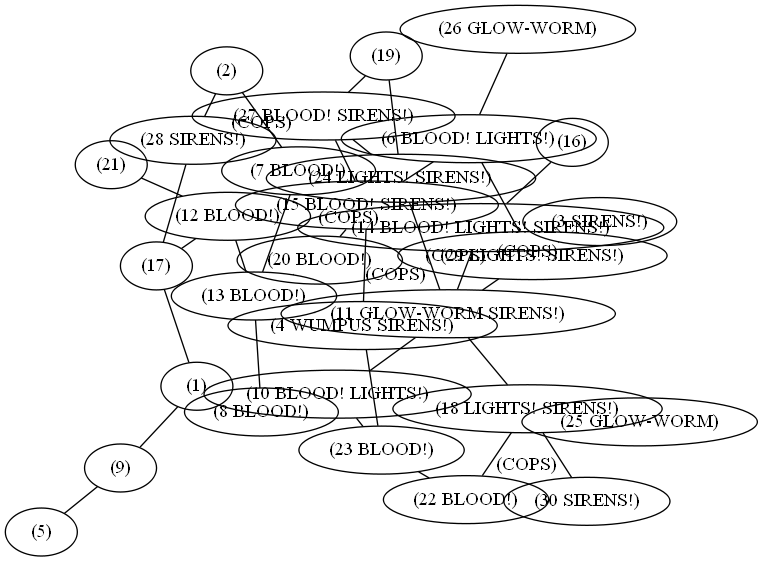 (26 GLOW-WORM)
(19)
(2)
(27 BLOOD! SIRENS!)
(COPS)
(28 SIRENS!)
(6 BLOOD! LIGHTS!)
(16)
(21)
(7 BLOOD!)
(24 LIGHTS! SIRENS!)
(15 BLOOD! SIRENS!)
(12 BLOOD!)
(COPS)
(14 BLOOD! LIGHTS! SIRENS!)
(3 SIRENS!)
(17)
(20 BLOOD!)
(COPS)
(COPS)
(COPS)
(29 LIGHTS! SIRENS!)
(13 BLOOD!)
(11 GLOW-WORM SIRENS!)
(4 WUMPUS SIRENS!)
(1)
(10 BLOOD! LIGHTS!)
(8 BLOOD!)
(18 LIGHTS! SIRENS!)
(25 GLOW-WORM)
(23 BLOOD!)
(COPS)
(9)
(22 BLOOD!)
(30 SIRENS!)
(5)